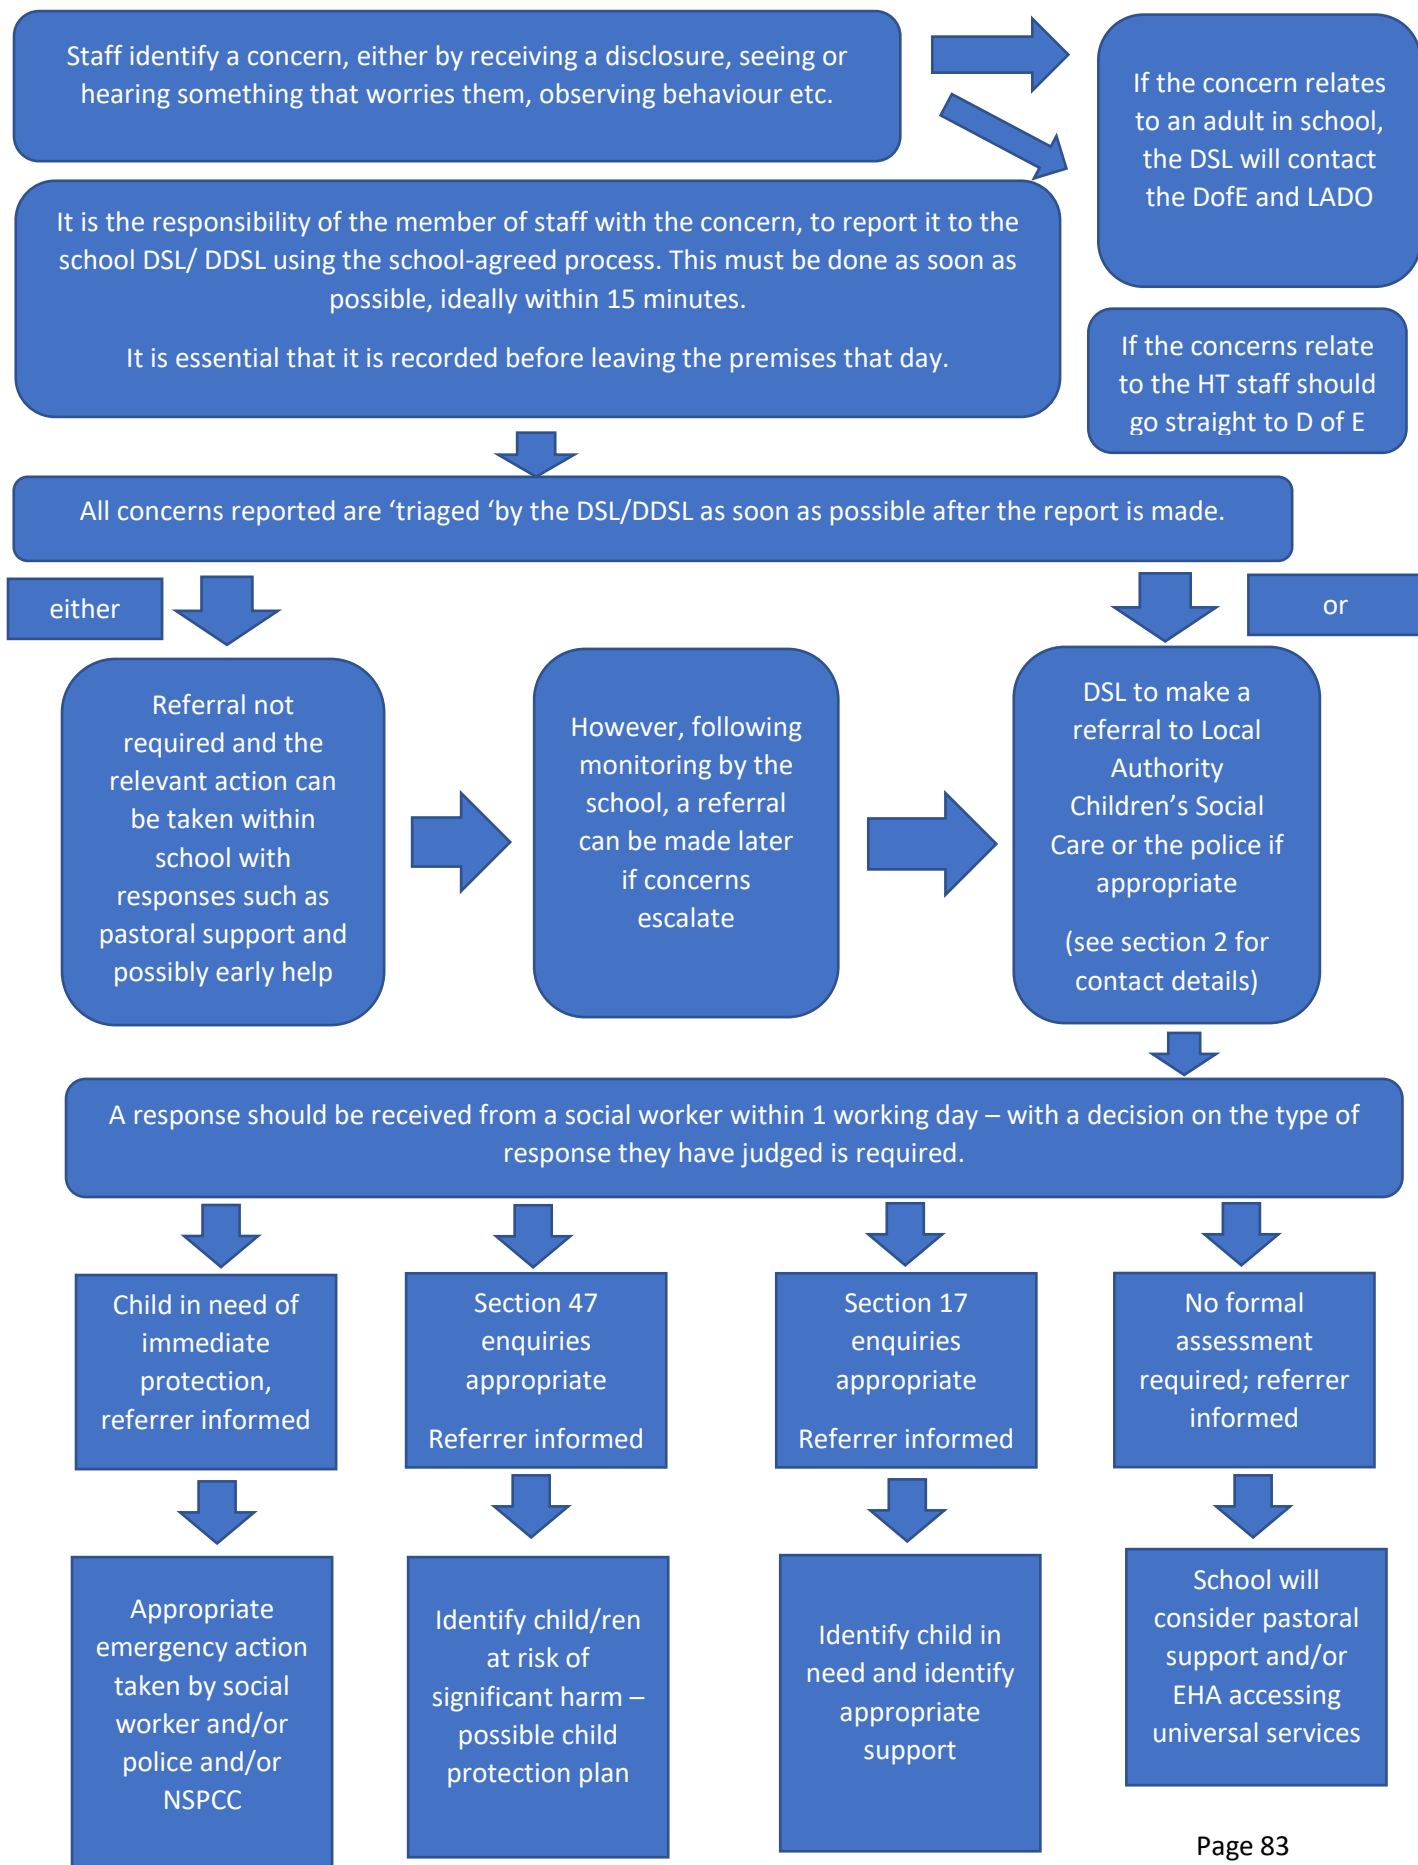 Staff identify a concern, either by receiving a disclosure, seeing or
hearing something that worries them, observing behaviour etc.
If the concern relates
to an adult in school,
the DSL will contact
the DofE and LADO
It is the responsibility of the member of staff with the concern, to report it to the
school DSL/ DDSL using the school-agreed process. This must be done as soon as
possible, ideally within 15 minutes.
It is essential that it is recorded before leaving the premises that day.
If the concerns relate
to the HT staff should
go straight to D of E
All concerns reported are ‘triaged ‘by the DSL/DDSL as soon as possible after the report is made.
either
or
Referral not
required and the
relevant action can
be taken within
school with
responses such as
pastoral support and
possibly early help
However, following
monitoring by the
school, a referral
can be made later
if concerns
escalate
DSL to make a
referral to Local
Authority
Children’s Social
Care or the police if
appropriate
(see section 2 for
contact details)
A response should be received from a social worker within 1 working day – with a decision on the type of
response they have judged is required.
Child in need of
immediate
protection,
referrer informed
Section 47
enquiries
appropriate
Referrer informed
Section 17
enquiries
appropriate
Referrer informed
No formal
assessment
required; referrer
informed
Appropriate
emergency action
taken by social
worker and/or
police and/or
NSPCC
Identify child/ren
at risk of
significant harm –
possible child
protection plan
Identify child in
need and identify
appropriate
support
School will
consider pastoral
support and/or
EHA accessing
universal services
Page 83